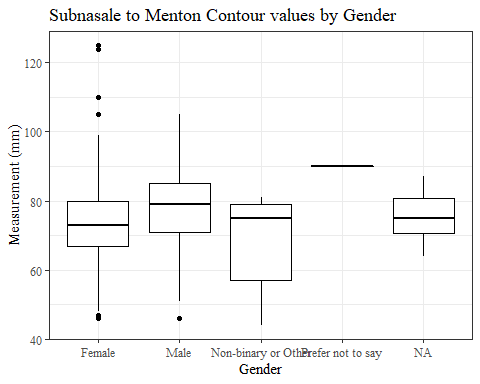 Subnasale to Menton Contour values by Gender
Measurement (mm)
120
100
80
60
40
Female
Male
Non-binary or Other
Prefer not to say
NA
Gender